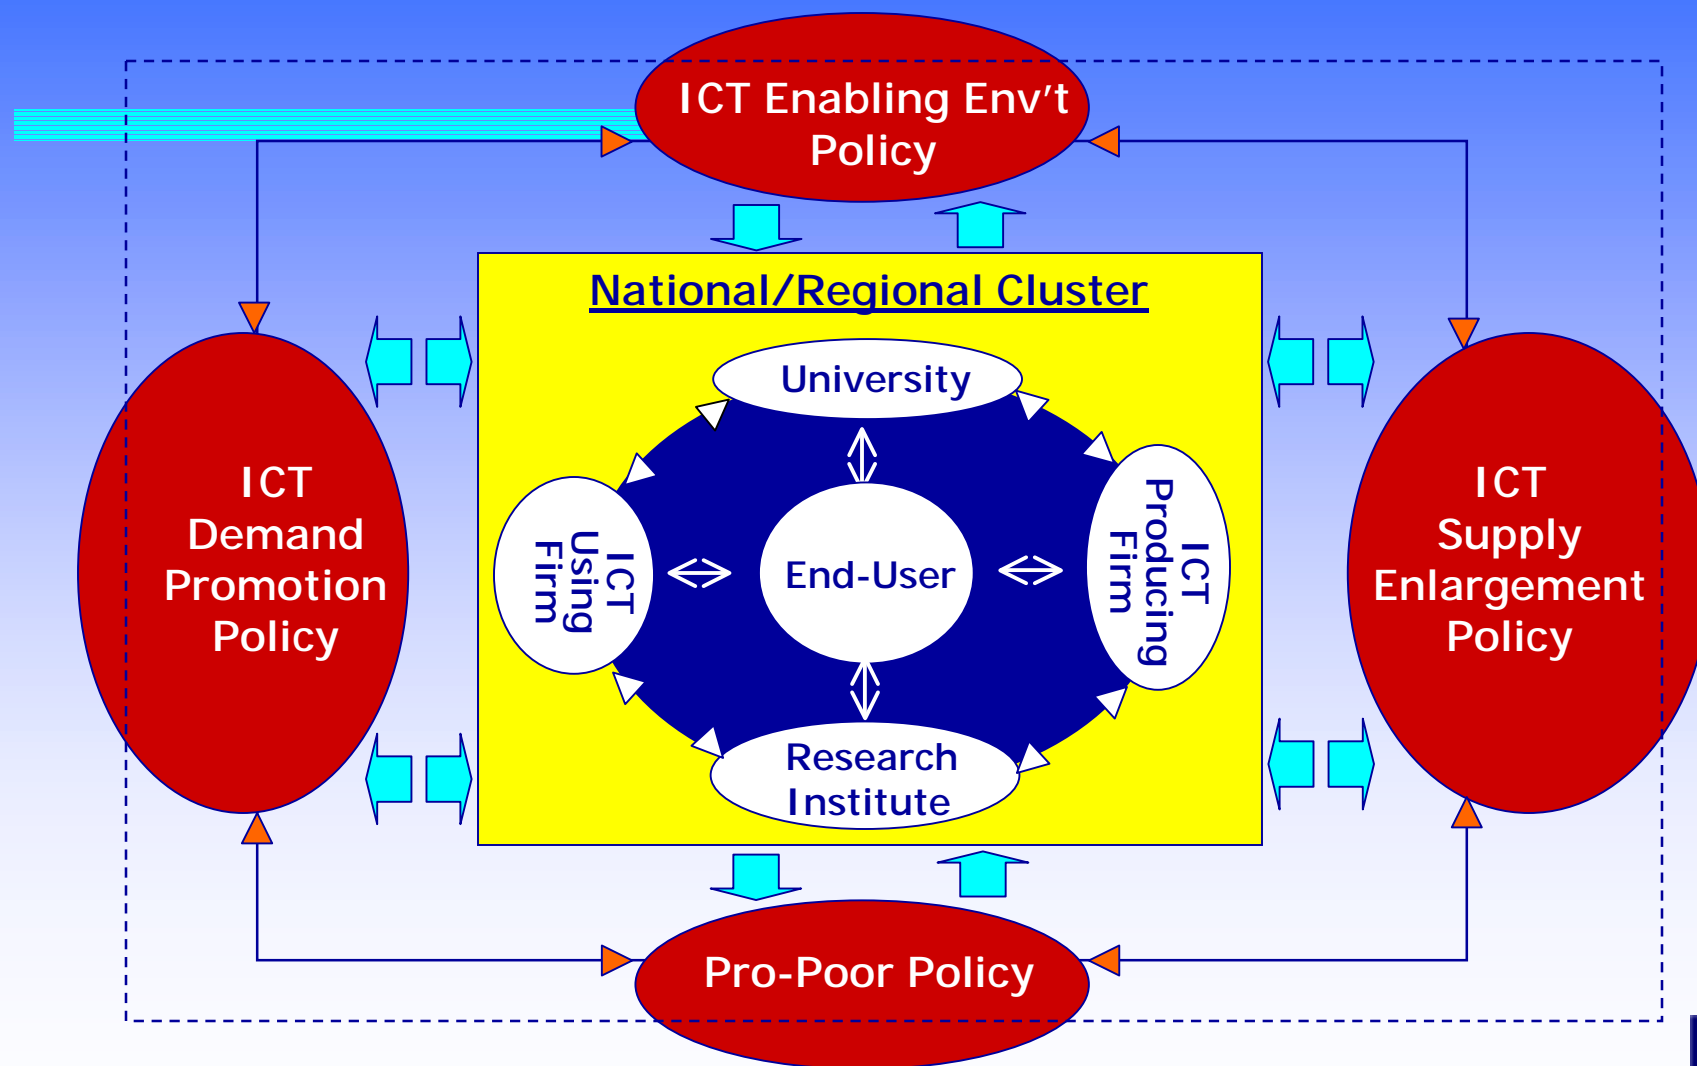 ICT Enabling Env't
Policy
National/Regional Cluster
University
ICT
Demand
Promotion
Policy
ICT
Using
Firm
End-User
ICT
Producing
Firm
ICT
Supply
Enlargement
Policy
Research
Institute
Pro-Poor Policy